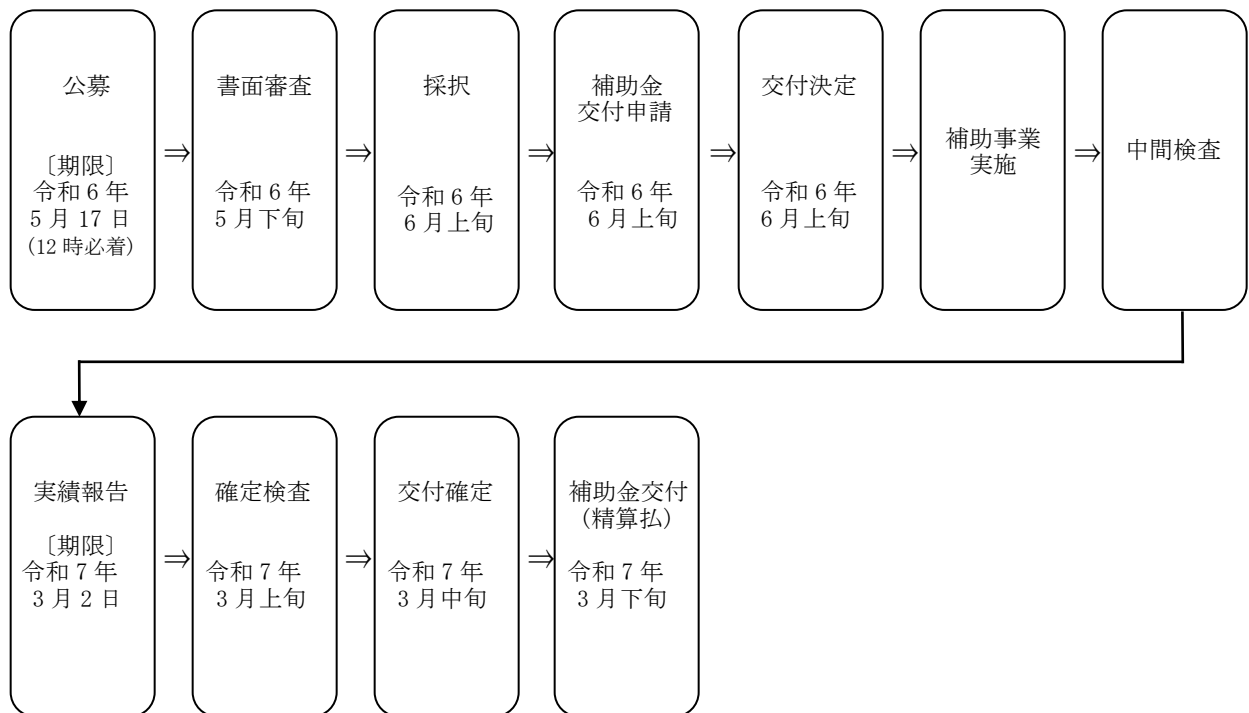 公募
〔期限〕
令和 6 年
5 月 17 日
(12 時必着)
⇒
書面審査
令和 6 年
5 月下旬
⇒
採択
令和 6 年
6 月上旬
⇒
補助金
交付申請
令和 6 年
6 月上旬
⇒
交付決定
令和 6 年
6 月上旬
⇒
補助事業
実施
⇒
中間検査
実績報告
〔期限〕
令和 7 年
3 月 2 日
⇒
確定検査
令和 7 年
3 月上旬
⇒
交付確定
令和 7 年
3 月中旬
⇒
補助金交付
(精算払)
令和 7 年
3 月下旬